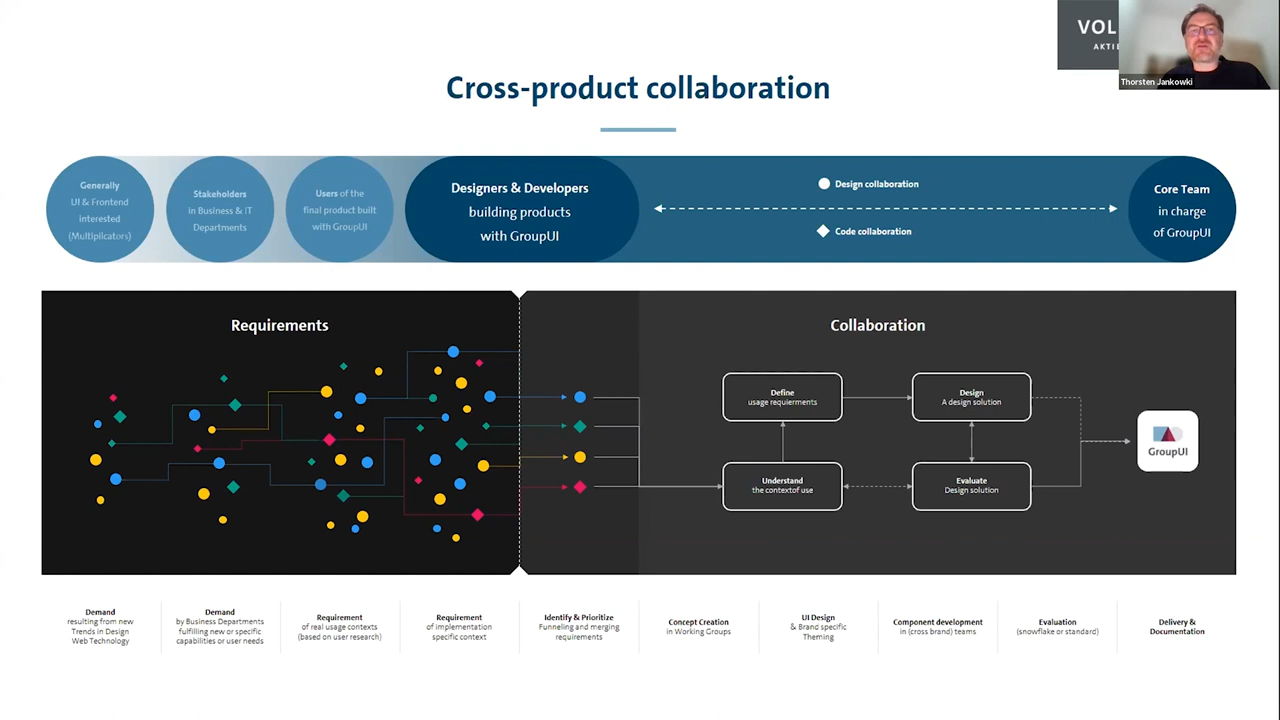 VOL
AKTI
Thorsten Jankowki
Cross-product collaboration
Generally
UI & Frontend
interested
(Multiplicators)
Stakeholders
in Business & IT
Departments
Users of the
final product built
with GroupUI
Designers & Developers
building products
with GroupUI
Design collaboration
Code collaboration
Core Team
in charge
of GroupUI
Requirements
Collaboration
Define
usage requierments
Design
A design solution
Understand
the contextof use
Evaluate
Design solution
GroupUI
Demand
resulting from new
Trends in Design
Web Technology
Demand
by Business Departments
fulfilling new or specific
capabilities or user needs
Requirement
of real usage contexts
(based on user research)
Requirement
of implementation
specific context
Identify & Prioritize
Funneling and merging
requirements
Concept Creation
in Working Groups
UI Design
& Brand specific
Theming
Component development
in (cross brand) teams
Evaluation
(snowflake or standard)
Delivery &
Documentation